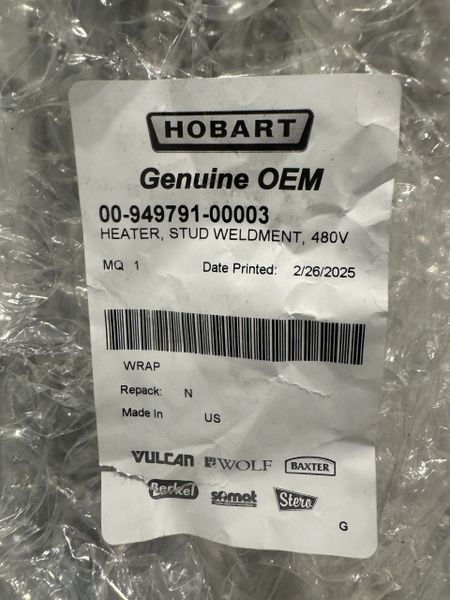 HOBART
Genuine OEM
00-949791-00003
HEATER, STUD WELDMENT, 480V
MQ 1 Date Printed: 2/26/2025
WRAP
Repack: N
Made In US
VULCAN WOLF BAXTER
Berkel somat Stero
G